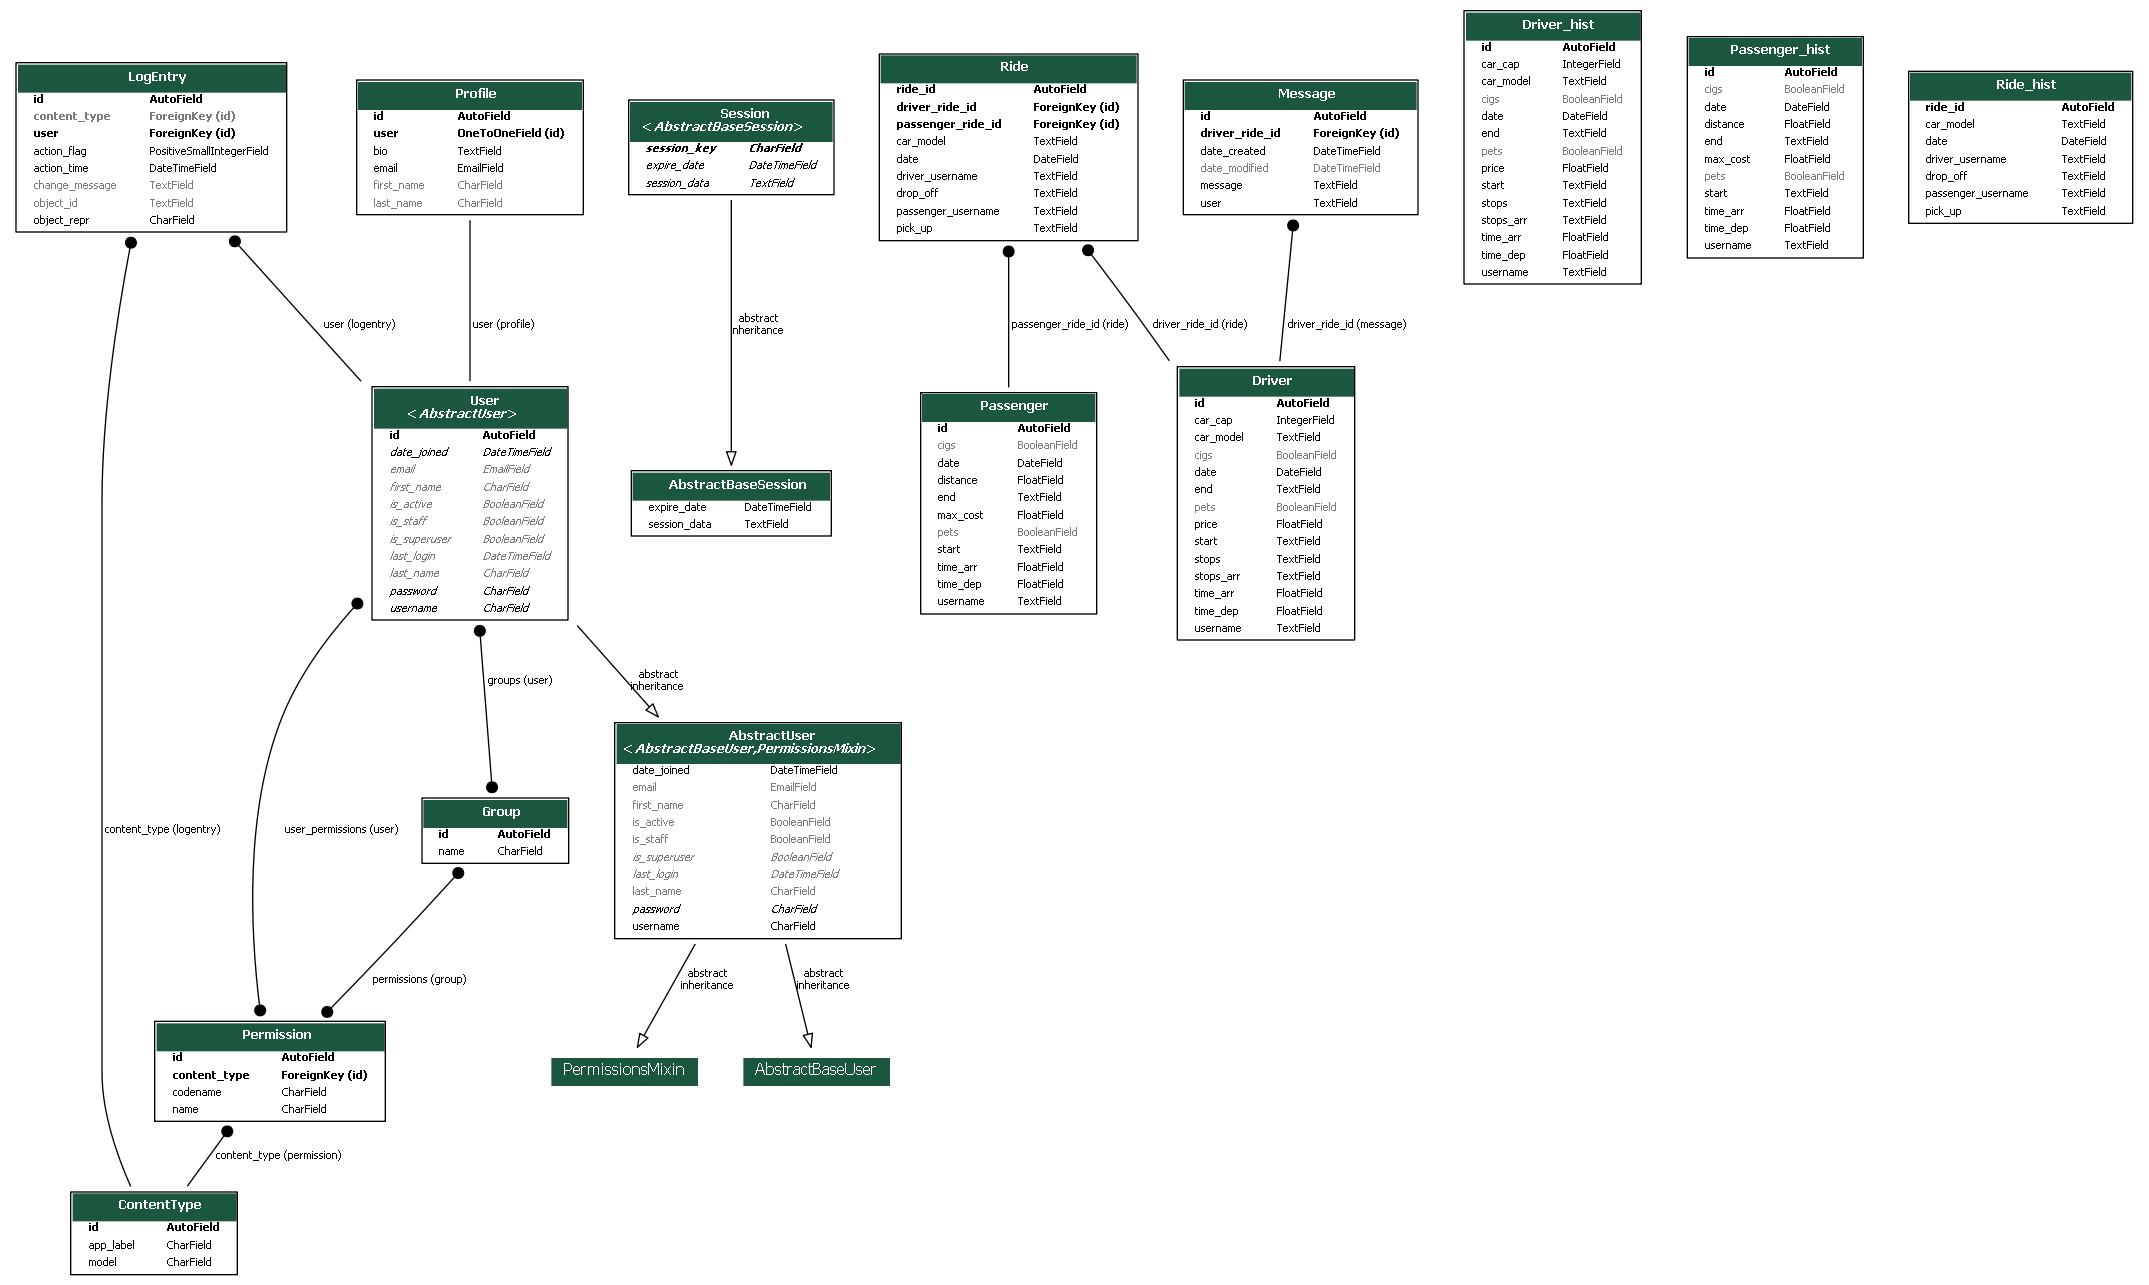 LogEntry
id AutoField
content_type ForeignKey (id)
user ForeignKey (id)
action_flag PositiveSmallIntegerField
action_time DateTimeField
change_message TextField
object_id TextField
object_repr CharField
Profile
id AutoField
user OneToOneField (id)
bio TextField
email EmailField
first_name CharField
last_name CharField
Session
<AbstractBaseSession>
session_key CharField
expire_date DateTimeField
session_data TextField
Ride
ride_id AutoField
driver_ride_id ForeignKey (id)
passenger_ride_id ForeignKey (id)
car_model TextField
date DateField
driver_username TextField
drop_off TextField
passenger_username TextField
pick_up TextField
Message
id AutoField
driver_ride_id ForeignKey (id)
date_created DateTimeField
date_modified DateTimeField
message TextField
user TextField
Driver_hist
id AutoField
car_cap IntegerField
car_model TextField
cigs BooleanField
date DateField
end TextField
pets BooleanField
price FloatField
start TextField
stops TextField
stops_arr TextField
time_arr FloatField
time_dep FloatField
username TextField
Passenger_hist
id AutoField
cigs BooleanField
date DateField
distance FloatField
end TextField
max_cost FloatField
pets BooleanField
start TextField
time_arr FloatField
time_dep FloatField
username TextField
Ride_hist
ride_id AutoField
car_model TextField
date DateField
driver_username TextField
drop_off TextField
passenger_username TextField
pick_up TextField
user (logentry)
user (profile)
abstract
inheritance
passenger_ride_id (ride)
driver_ride_id (ride)
driver_ride_id (message)
User
<AbstractUser>
id AutoField
date_joined DateTimeField
email EmailField
first_name CharField
is_active BooleanField
is_staff BooleanField
is_superuser BooleanField
last_login DateTimeField
last_name CharField
password CharField
username CharField
AbstractBaseSession
expire_date DateTimeField
session_data TextField
Passenger
id AutoField
cigs BooleanField
date DateField
distance FloatField
end TextField
max_cost FloatField
pets BooleanField
start TextField
time_arr FloatField
time_dep FloatField
username TextField
Driver
id AutoField
car_cap IntegerField
car_model TextField
cigs BooleanField
date DateField
end TextField
pets BooleanField
price FloatField
start TextField
stops TextField
stops_arr TextField
time_arr FloatField
time_dep FloatField
username TextField
groups (user)
abstract
inheritance
content_type (logentry)
user_permissions (user)
Group
id AutoField
name CharField
AbstractUser
<AbstractBaseUser,PermissionsMixin>
date_joined DateTimeField
email EmailField
first_name CharField
is_active BooleanField
is_staff BooleanField
is_superuser BooleanField
last_login DateTimeField
last_name CharField
password CharField
username CharField
permissions (group)
abstract
inheritance
abstract
inheritance
Permission
id AutoField
content_type ForeignKey (id)
codename CharField
name CharField
PermissionsMixin
AbstractBaseUser
content_type (permission)
ContentType
id AutoField
app_label CharField
model CharField